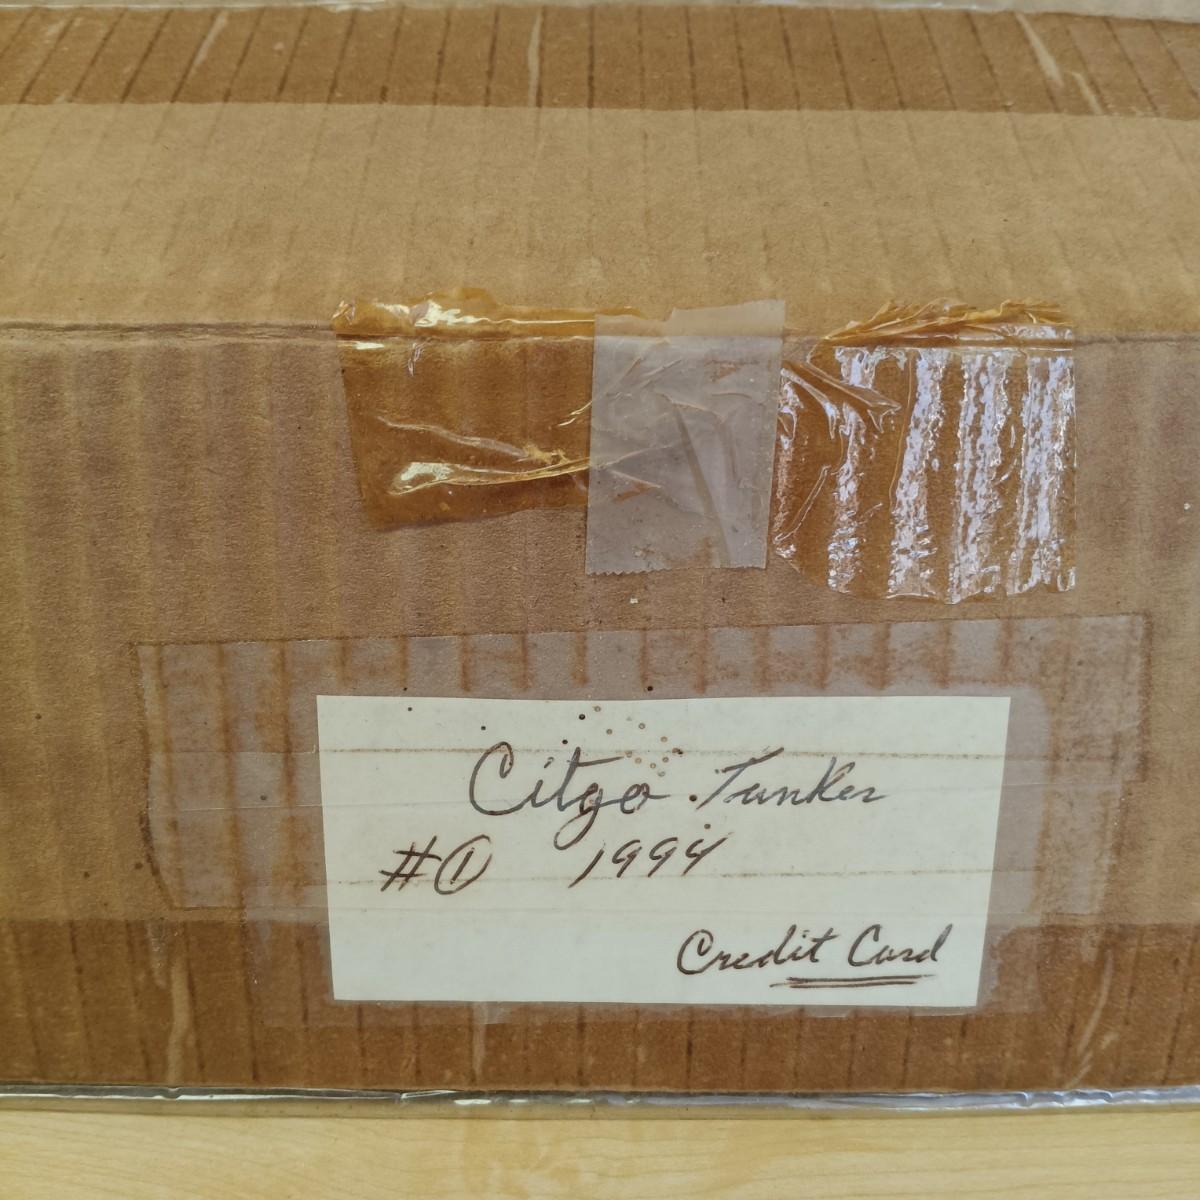 Citgo Tanker
#① 1994
Credit Card